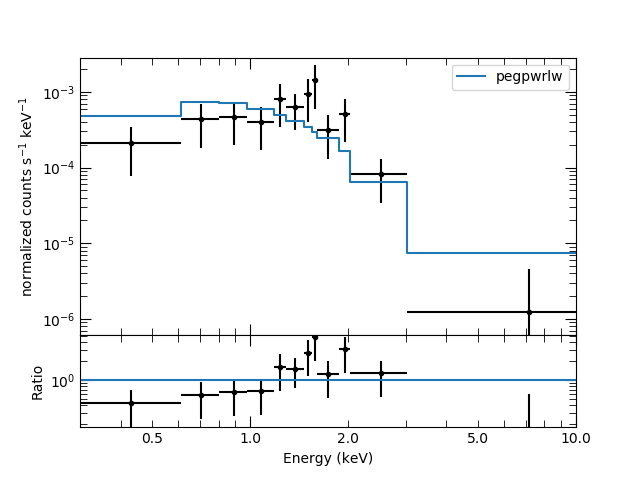 pegpwrlw
normalized counts s⁻¹ keV⁻¹
10⁻³
10⁻⁴
10⁻⁵
10⁻⁶
Ratio
10⁰
0.5 1.0 2.0 5.0 10.0
Energy (keV)